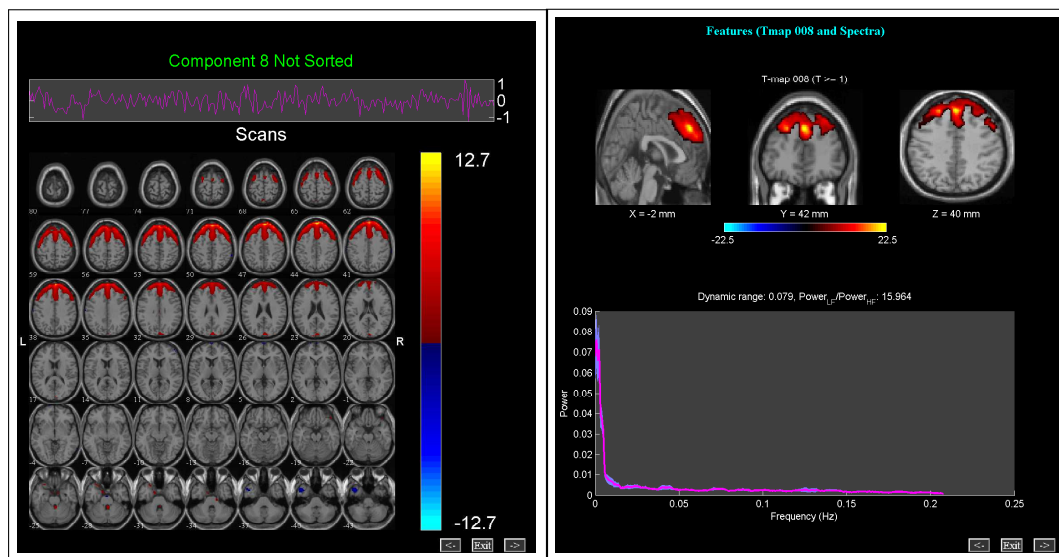 Component 8 Not Sorted
1
0
-1
Scans
12.7
80 77 74 71 68 65 62
59 56 53 50 47 44 41
38 35 32 29 26 23 20
L R
17 14 11 8 5 2 -1
-4 -7 -10 -13 -16 -19 -22
-25 -28 -31 -34 -37 -40 -43
-12.7
<- Exit ->
Features (Tmap 008 and Spectra)
T-map 008 (T >= 1)
X = -2 mm Y = 42 mm Z = 40 mm
-22.5 22.5
Dynamic range: 0.079, PowerLF/PowerHF: 15.964
0.09
0.08
0.07
0.06
0.05
0.04
0.03
0.02
0.01
0
Power
0.1 0.05 0.1 0.15 0.2 0.25
Frequency (Hz)
<- Exit ->